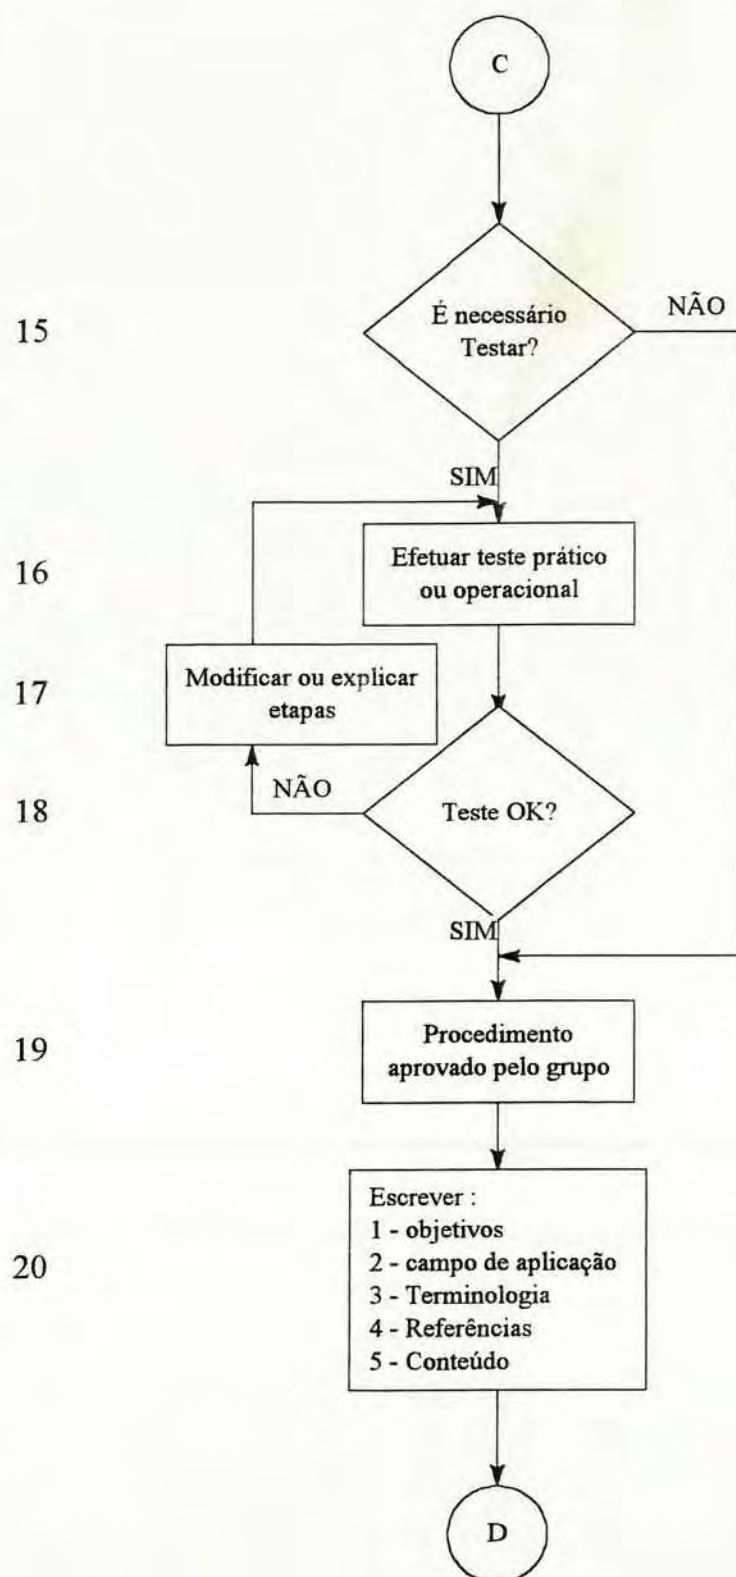 C
15
É necessário
Testar?
NÃO
SIM
16
Efetuar teste prático
ou operacional
17
Modificar ou explicar
etapas
NÃO
18
Teste OK?
SIM
19
Procedimento
aprovado pelo grupo
20
Escrever :
1 - objetivos
2 - campo de aplicação
3 - Terminologia
4 - Referências
5 - Conteúdo
D